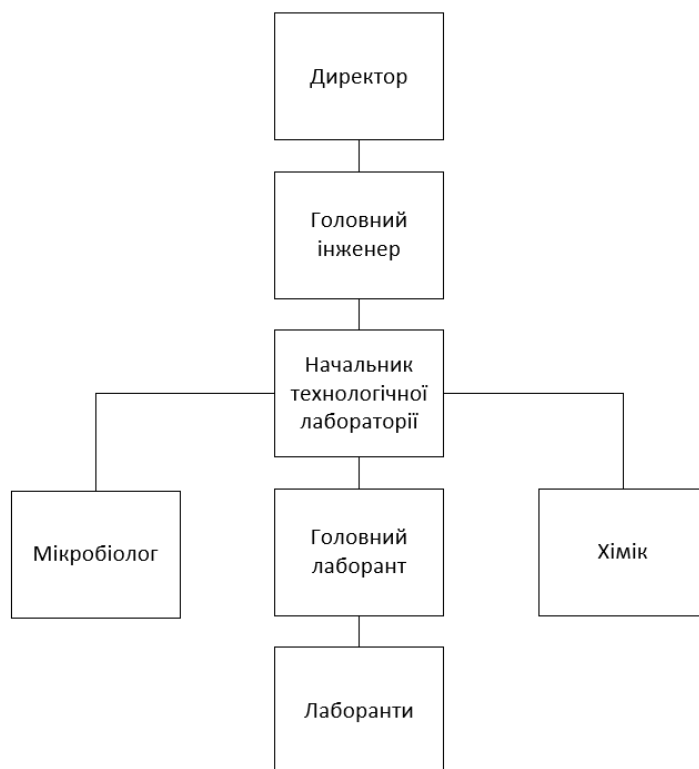 Директор
Головний
інженер
Начальник
технологічної
лабораторії
Мікробіолог
Головний
лаборант
Хімік
Лаборанти